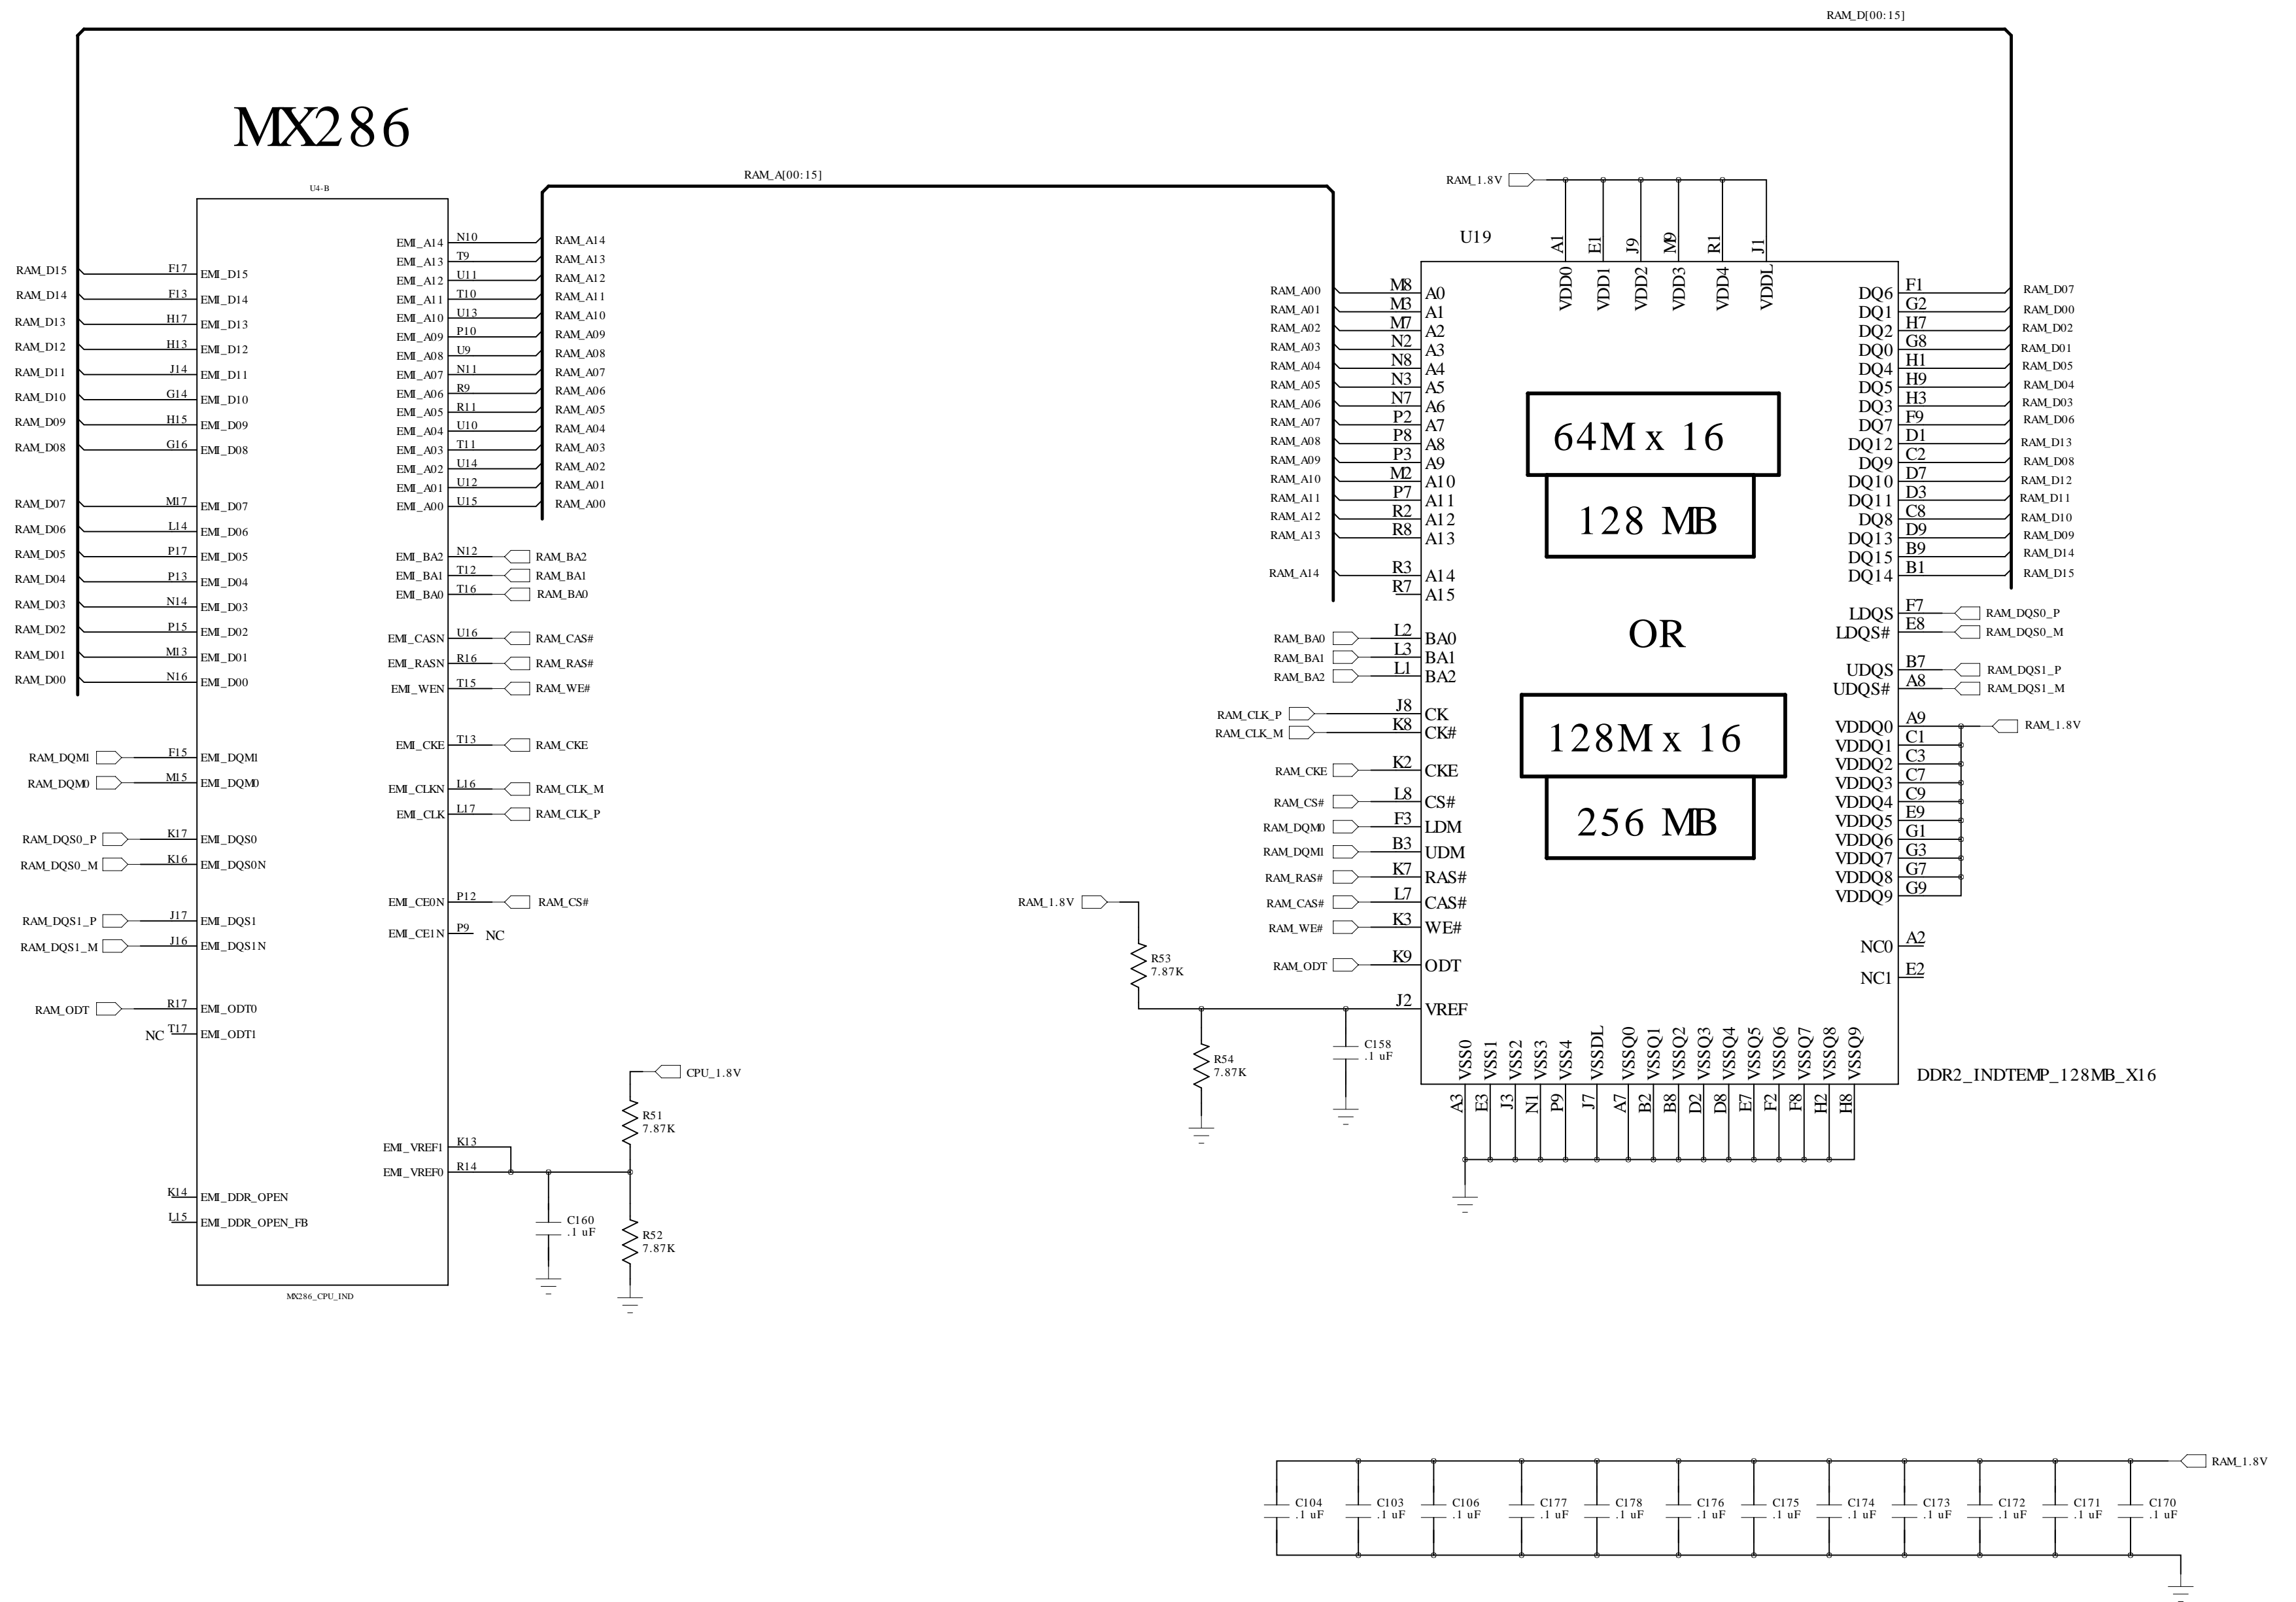 RAM_D[00:15]
MX286
RAM_A[00:15]
U4-B
RAM_D15 F17 EMI_D15
RAM_D14 F13 EMI_D14
RAM_D13 H17 EMI_D13
RAM_D12 H13 EMI_D12
RAM_D11 J14 EMI_D11
RAM_D10 G14 EMI_D10
RAM_D09 H15 EMI_D09
RAM_D08 G16 EMI_D08
RAM_D07 M17 EMI_D07
RAM_D06 L14 EMI_D06
RAM_D05 P17 EMI_D05
RAM_D04 P13 EMI_D04
RAM_D03 N14 EMI_D03
RAM_D02 P15 EMI_D02
RAM_D01 M13 EMI_D01
RAM_D00 N16 EMI_D00
RAM_DQM1 F15 EMI_DQM1
RAM_DQM0 M15 EMI_DQM0
RAM_DQS0_P K17 EMI_DQS0
RAM_DQS0_M K16 EMI_DQS0N
RAM_DQS1_P J17 EMI_DQS1
RAM_DQS1_M J16 EMI_DQS1N
RAM_ODT R17 EMI_ODT0
NC T17 EMI_ODT1
K14 EMI_DDR_OPEN
L15 EMI_DDR_OPEN_FB
EMI_A14 N10 RAM_A14
EMI_A13 T9 RAM_A13
EMI_A12 U11 RAM_A12
EMI_A11 T10 RAM_A11
EMI_A10 U13 RAM_A10
EMI_A09 P10 RAM_A09
EMI_A08 U9 RAM_A08
EMI_A07 N11 RAM_A07
EMI_A06 R9 RAM_A06
EMI_A05 R11 RAM_A05
EMI_A04 U10 RAM_A04
EMI_A03 T11 RAM_A03
EMI_A02 U14 RAM_A02
EMI_A01 U12 RAM_A01
EMI_A00 U15 RAM_A00
EMI_BA2 N12 RAM_BA2
EMI_BA1 T12 RAM_BA1
EMI_BA0 T16 RAM_BA0
EMI_CASN U16 RAM_CAS#
EMI_RASN R16 RAM_RAS#
EMI_WEN T15 RAM_WE#
EMI_CKE T13 RAM_CKE
EMI_CLKN L16 RAM_CLK_M
EMI_CLK L17 RAM_CLK_P
EMI_CE0N P12 RAM_CS#
EMI_CE1N P9 NC
CPU_1.8V
R51
7.87K
EMI_VREF1 K13
EMI_VREF0 R14
C160
.1 uF
R52
7.87K
MX286_CPU_IND
RAM_1.8V
A1 E1 J9 M9 R1 J1
VDD0 VDD1 VDD2 VDD3 VDD4 VDDL
U19
RAM_A00 M8 A0
RAM_A01 M3 A1
RAM_A02 M7 A2
RAM_A03 N2 A3
RAM_A04 N8 A4
RAM_A05 N3 A5
RAM_A06 N7 A6
RAM_A07 P2 A7
RAM_A08 P8 A8
RAM_A09 P3 A9
RAM_A10 M2 A10
RAM_A11 P7 A11
RAM_A12 R2 A12
RAM_A13 R8 A13
RAM_A14 R3 A14
R7 A15
RAM_BA0 L2 BA0
RAM_BA1 L3 BA1
RAM_BA2 L1 BA2
RAM_CLK_P J8 CK
RAM_CLK_M K8 CK#
RAM_CKE K2 CKE
RAM_CS# L8 CS#
RAM_DQM0 F3 LDM
RAM_DQM1 B3 UDM
RAM_RAS# K7 RAS#
RAM_CAS# L7 CAS#
RAM_WE# K3 WE#
RAM_ODT K9 ODT
J2 VREF
RAM_1.8V
R53
7.87K
R54
7.87K
C158
.1 uF
64M x 16
128 MB
OR
128M x 16
256 MB
DQ6 F1 RAM_D07
DQ1 G2 RAM_D00
DQ2 H7 RAM_D02
DQ0 G8 RAM_D01
DQ4 H1 RAM_D05
DQ5 H9 RAM_D04
DQ3 H3 RAM_D03
DQ7 F9 RAM_D06
DQ12 D1 RAM_D13
DQ9 C2 RAM_D08
DQ10 D7 RAM_D12
DQ11 D3 RAM_D11
DQ8 C8 RAM_D10
DQ13 D9 RAM_D09
DQ15 B9 RAM_D14
DQ14 B1 RAM_D15
LDQS F7 RAM_DQS0_P
LDQS# E8 RAM_DQS0_M
UDQS B7 RAM_DQS1_P
UDQS# A8 RAM_DQS1_M
VDDQ0 A9 RAM_1.8V
VDDQ1 C1
VDDQ2 C3
VDDQ3 C7
VDDQ4 C9
VDDQ5 E9
VDDQ6 G1
VDDQ7 G3
VDDQ8 G7
VDDQ9 G9
NC0 A2
NC1 E2
VSS0 VSS1 VSS2 VSS3 VSS4 VSSDL VSSQ0 VSSQ1 VSSQ2 VSSQ3 VSSQ4 VSSQ5 VSSQ6 VSSQ7 VSSQ8 VSSQ9
A3 E3 J3 N1 P9 J7 A7 B2 B8 D2 D8 E7 F2 F8 H2 H8
DDR2_INDTEMP_128MB_X16
RAM_1.8V
C104 C103 C106 C177 C178 C176 C175 C174 C173 C172 C171 C170
.1 uF .1 uF .1 uF .1 uF .1 uF .1 uF .1 uF .1 uF .1 uF .1 uF .1 uF .1 uF